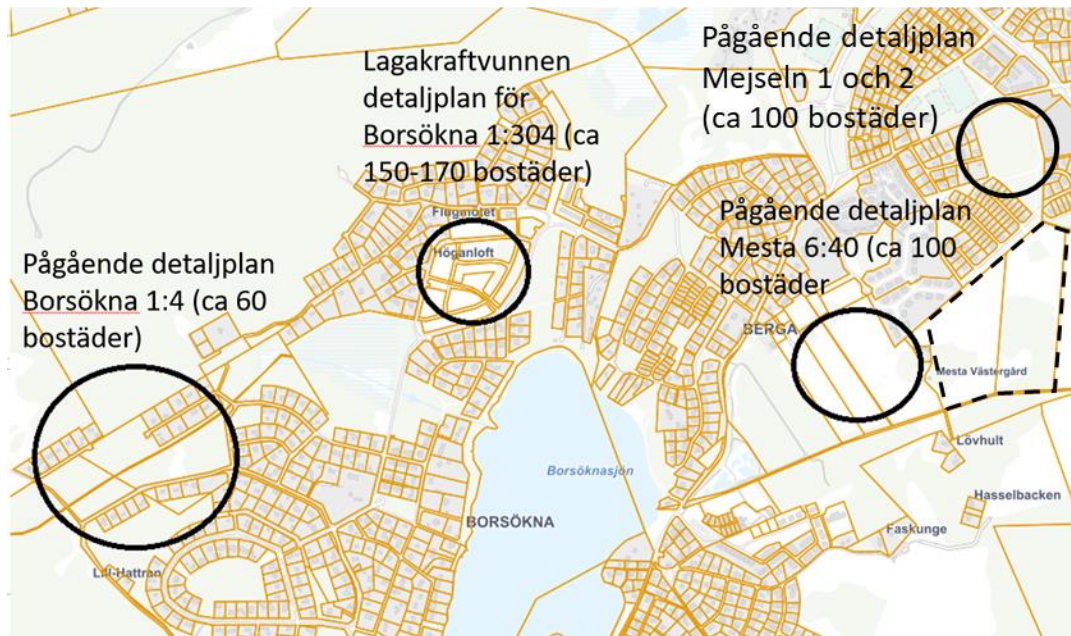 Lagakraftvunnen
detaljplan för
Borsökna 1:304 (ca
150-170 bostäder)
Pågående detaljplan
Mejseln 1 och 2
(ca 100 bostäder)
Flugmötet
Höganloft
Pågående detaljplan
Mesta 6:40 (ca 100
bostäder
Pågående detaljplan
Borsökna 1:4 (ca 60
bostäder)
BERGA
Mesta Västergård
Lövhult
Borsöknasjön
Hasselbacken
BORSÖKNA
Faskunge
Lill-Hattran